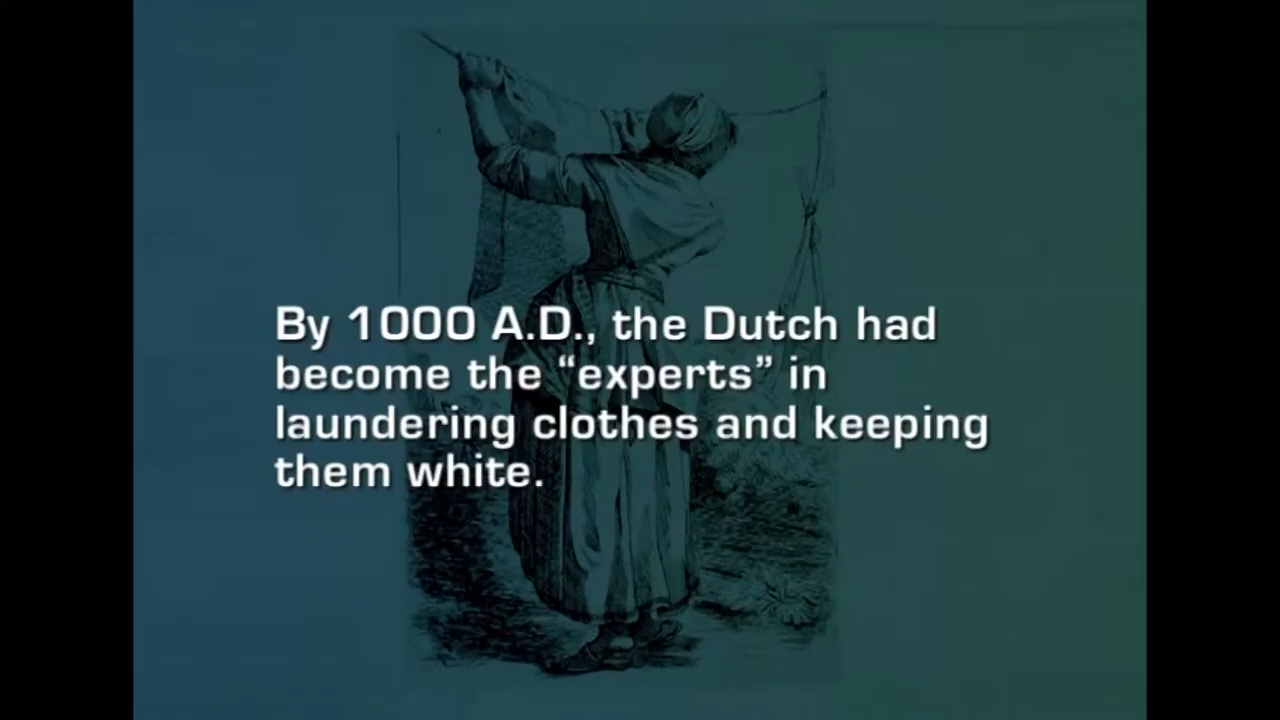 By 1000 A.D., the Dutch had
become the “experts” in
laundering clothes and keeping
them white.